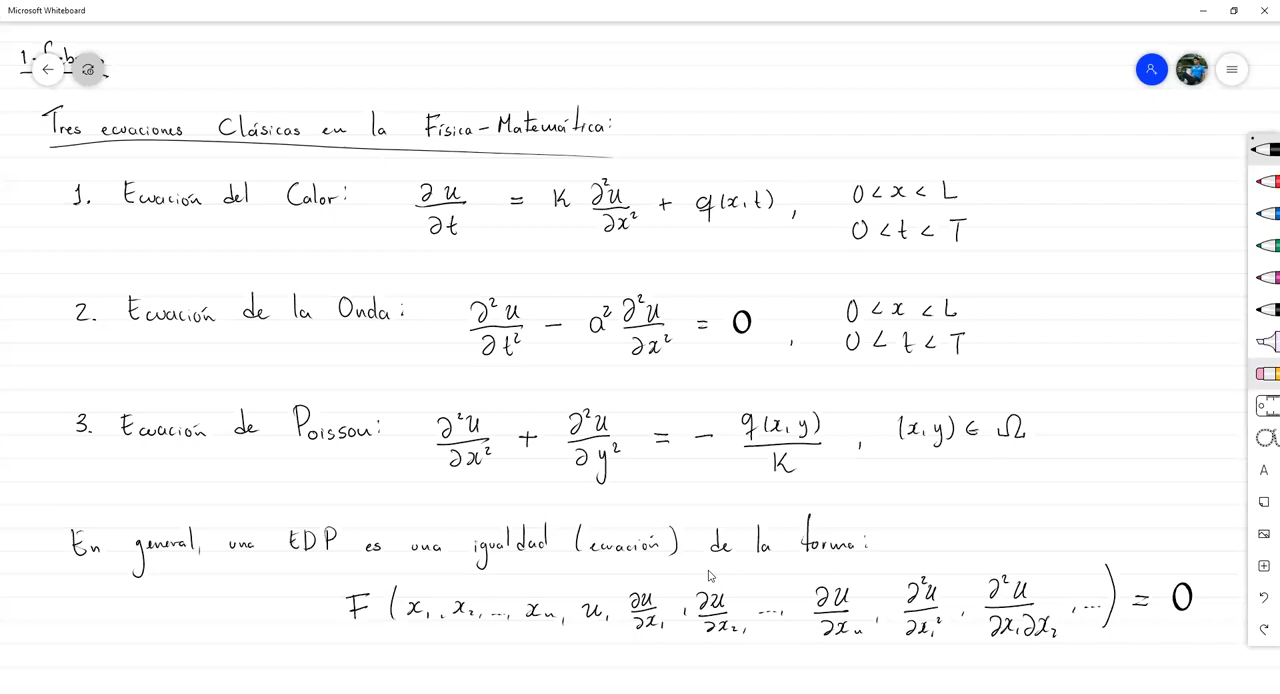 Microsoft Whiteboard
1.
Tres ecuaciones Clásicas en la Física-Matemática:
1. Ecuación del Calor: ∂u/∂t = K ∂²u/∂x² + q(x,t), 0 < x < L
0 < t < T
2. Ecuación de la Onda: ∂²u/∂t² - a² ∂²u/∂x² = 0, 0 < x < L
0 < t < T
3. Ecuación de Poisson: ∂²u/∂x² + ∂²u/∂y² = - q(x,y)/K, (x,y) ∈ Ω
En general, una EDP es una igualdad (ecuación) de la forma:
F(x₁, x₂, ..., xₙ, u, ∂u/∂x₁, ∂u/∂x₂, ..., ∂u/∂xₙ, ∂²u/∂x₁², ∂²u/∂x₁∂x₂, ...) = 0
A